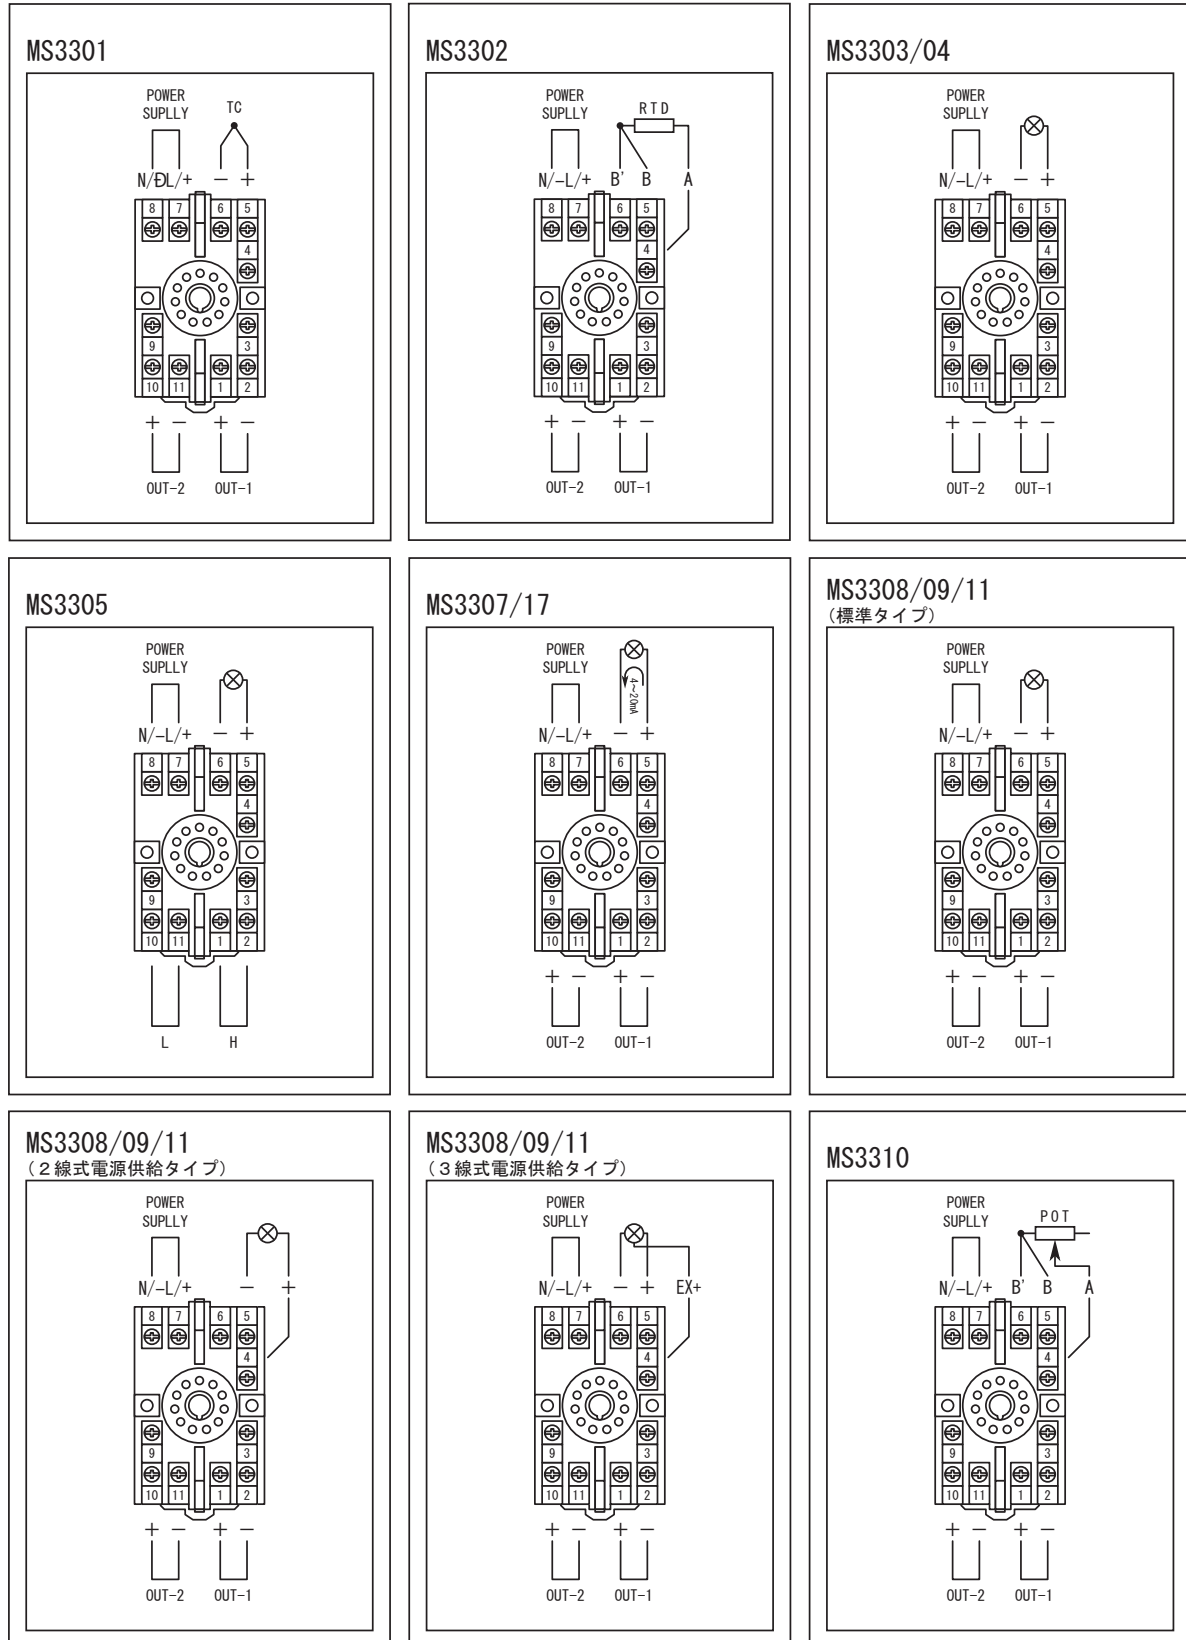 MS3301
POWER
SUPLLY
TC
N/ÐL/+ − +
8 7 6 5
4
9 3
10 11 1 2
+ − + −
OUT-2 OUT-1
MS3302
POWER
SUPLLY
RTD
N/−L/+ B' B A
8 7 6 5
4
9 3
10 11 1 2
+ − + −
OUT-2 OUT-1
MS3303/04
POWER
SUPLLY
N/−L/+ − +
8 7 6 5
4
9 3
10 11 1 2
+ − + −
OUT-2 OUT-1
MS3305
POWER
SUPLLY
N/−L/+ − +
8 7 6 5
4
9 3
10 11 1 2
L H
MS3307/17
POWER
SUPLLY
4~20mA
N/−L/+ − +
8 7 6 5
4
9 3
10 11 1 2
+ − + −
OUT-2 OUT-1
MS3308/09/11
(標準タイプ)
POWER
SUPLLY
N/−L/+ − +
8 7 6 5
4
9 3
10 11 1 2
+ − + −
OUT-2 OUT-1
MS3308/09/11
(2線式電源供給タイプ)
POWER
SUPLLY
N/−L/+ − +
8 7 6 5
4
9 3
10 11 1 2
+ − + −
OUT-2 OUT-1
MS3308/09/11
(3線式電源供給タイプ)
POWER
SUPLLY
N/−L/+ − + EX+
8 7 6 5
4
9 3
10 11 1 2
+ − + −
OUT-2 OUT-1
MS3310
POWER
SUPLLY
POT
N/−L/+ B' B A
8 7 6 5
4
9 3
10 11 1 2
+ − + −
OUT-2 OUT-1